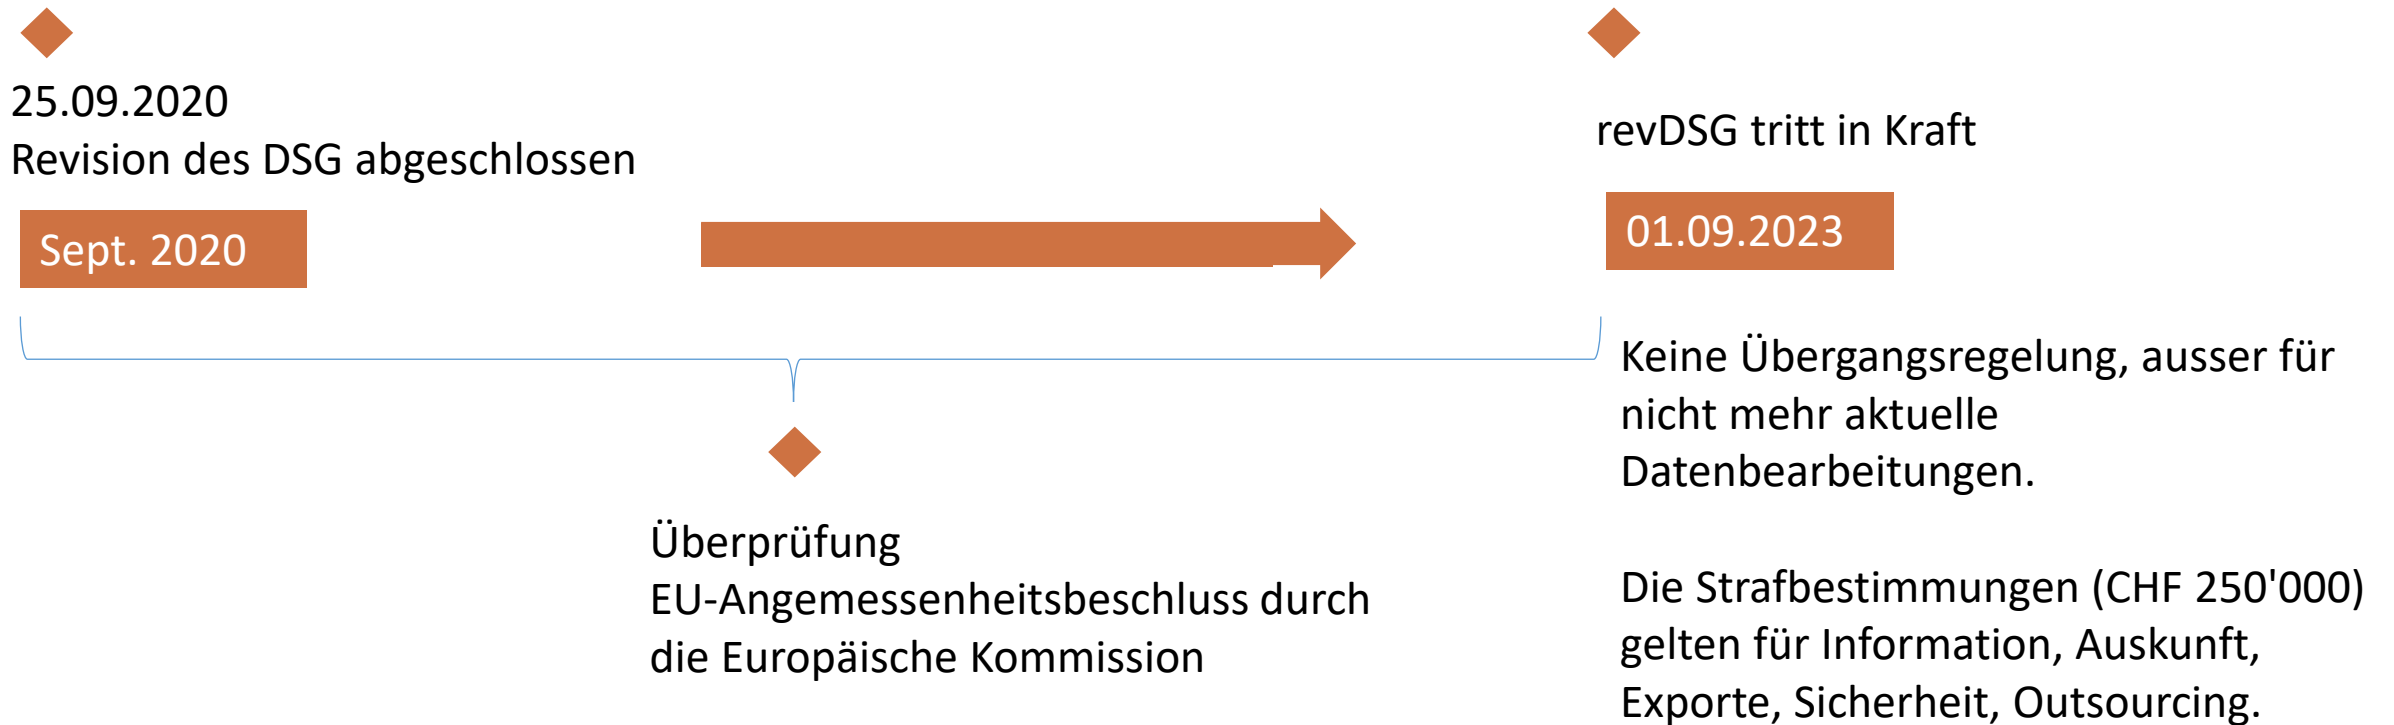 25.09.2020
Revision des DSG abgeschlossen
Sept. 2020
revDSG tritt in Kraft
01.09.2023
Überprüfung
EU-Angemessenheitsbeschluss durch
die Europäische Kommission
Keine Übergangsregelung, ausser für
nicht mehr aktuelle
Datenbearbeitungen.
Die Strafbestimmungen (CHF 250'000)
gelten für Information, Auskunft,
Exporte, Sicherheit, Outsourcing.